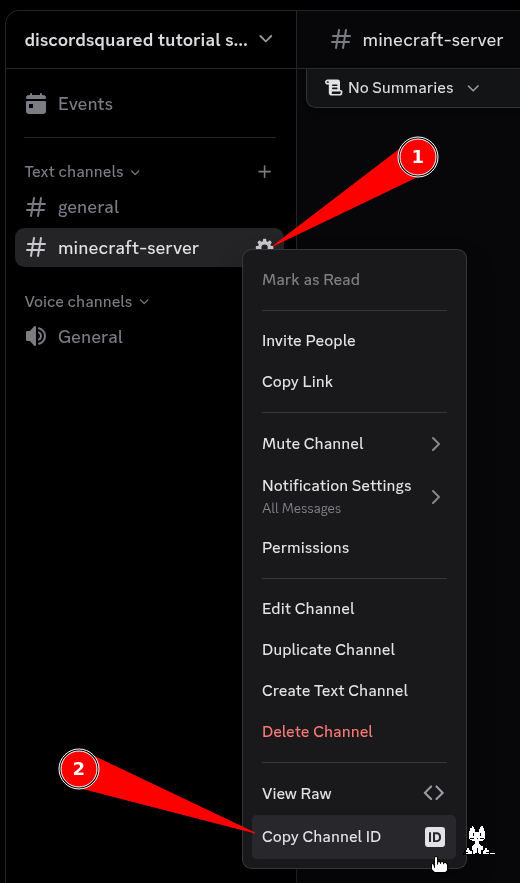 discordsquared tutorial s...
minecraft-server
No Summaries
Events
1
Text channels
general
minecraft-server
Mark as Read
Voice channels
General
Invite People
Copy Link
Mute Channel
Notification Settings
All Messages
Permissions
Edit Channel
Duplicate Channel
Create Text Channel
Delete Channel
2
View Raw
Copy Channel ID
ID